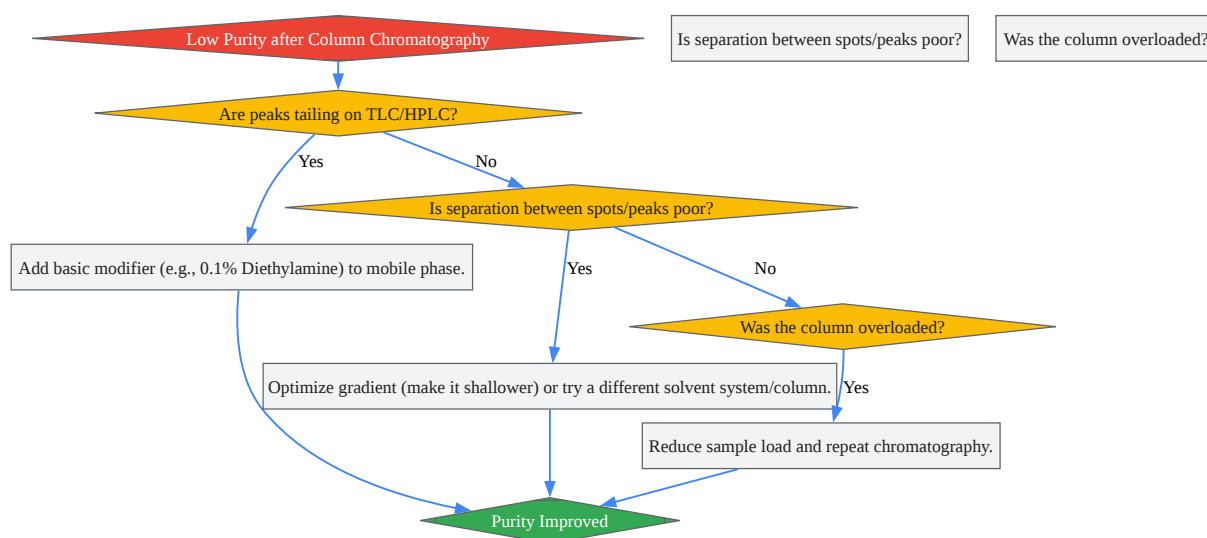 Low Purity after Column Chromatography
Is separation between spots/peaks poor?
Was the column overloaded?
Are peaks tailing on TLC/HPLC?
Yes
No
Is separation between spots/peaks poor?
Add basic modifier (e.g., 0.1% Diethylamine) to mobile phase.
Yes
No
Was the column overloaded?
Optimize gradient (make it shallower) or try a different solvent system/column.
Yes
Reduce sample load and repeat chromatography.
Purity Improved